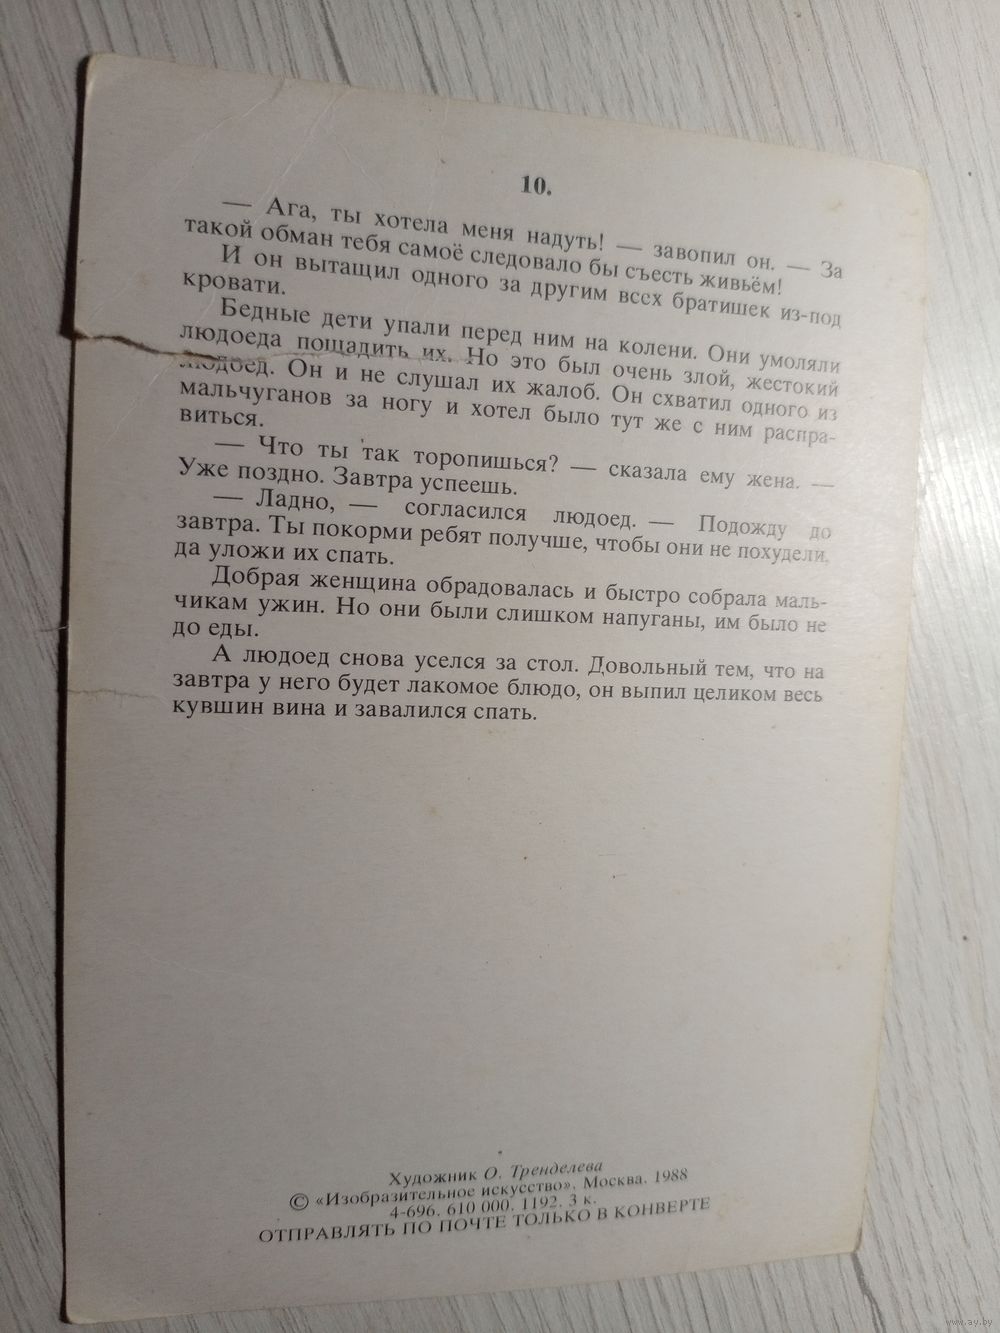 10.
— Ага, ты хотела меня надуть! — завопил он. — За
такой обман тебя самоё следовало бы съесть живьём!
И он вытащил одного за другим всех братишек из-под
кровати.
Бедные дети упали перед ним на колени. Они умоляли
людоеда пощадить их. Но это был очень злой, жестокий
людоед. Он и не слушал их жалоб. Он схватил одного из
мальчуганов за ногу и хотел было тут же с ним распра-
виться.
— Что ты так торопишься? — сказала ему жена. —
Уже поздно. Завтра успеешь.
— Ладно, — согласился людоед. — Подожду до
завтра. Ты покорми ребят получше, чтобы они не похудели,
да уложи их спать.
Добрая женщина обрадовалась и быстро собрала маль-
чикам ужин. Но они были слишком напуганы, им было не
до еды.
А людоед снова уселся за стол. Довольный тем, что на
завтра у него будет лакомое блюдо, он выпил целиком весь
кувшин вина и завалился спать.
Художник О. Тренделева
© «Изобразительное искусство». Москва. 1988
4-696. 610 000. 1192. 3 к.
ОТПРАВЛЯТЬ ПО ПОЧТЕ ТОЛЬКО В КОНВЕРТЕ
www.ay.by